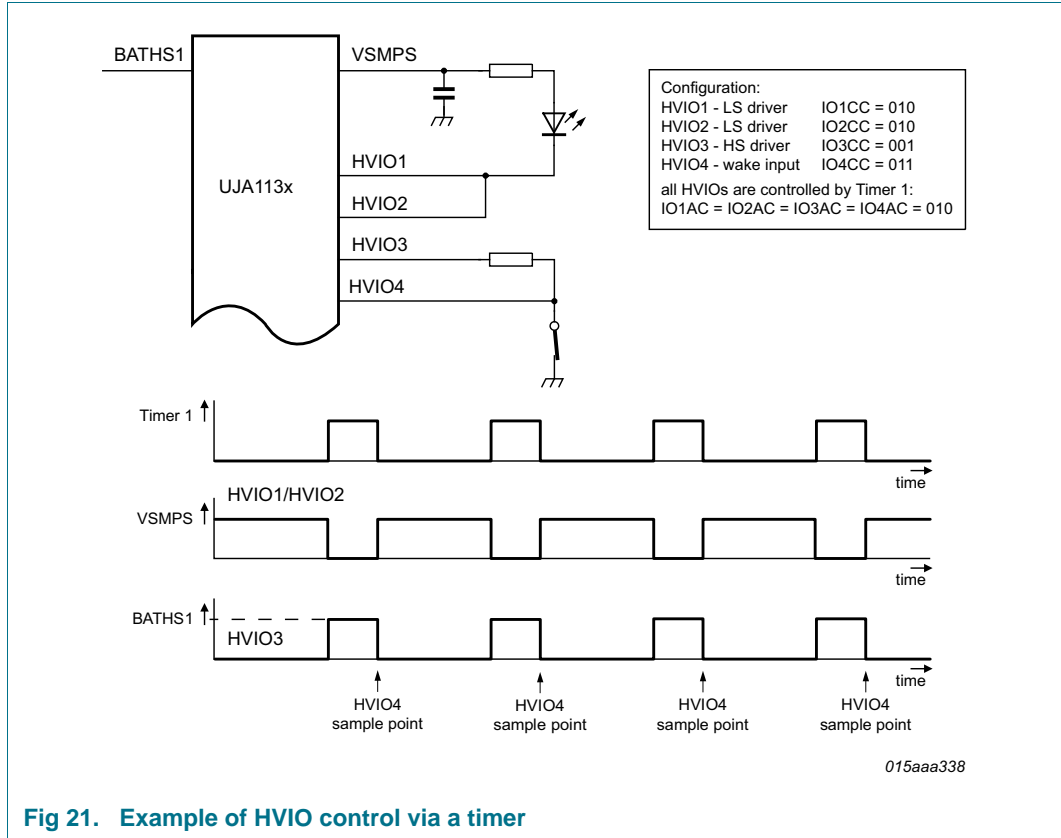 BATHS1
VSMPS
UJA113x
HVIO1
HVIO2
HVIO3
HVIO4
Configuration:
HVIO1 - LS driver IO1CC = 010
HVIO2 - LS driver IO2CC = 010
HVIO3 - HS driver IO3CC = 001
HVIO4 - wake input IO4CC = 011
all HVIOs are controlled by Timer 1:
IO1AC = IO2AC = IO3AC = IO4AC = 010
Timer 1
time
HVIO1/HVIO2
VSMPS
time
BATHS1
HVIO3
time
HVIO4 HVIO4 HVIO4 HVIO4
sample point sample point sample point sample point
015aaa338
Fig 21. Example of HVIO control via a timer